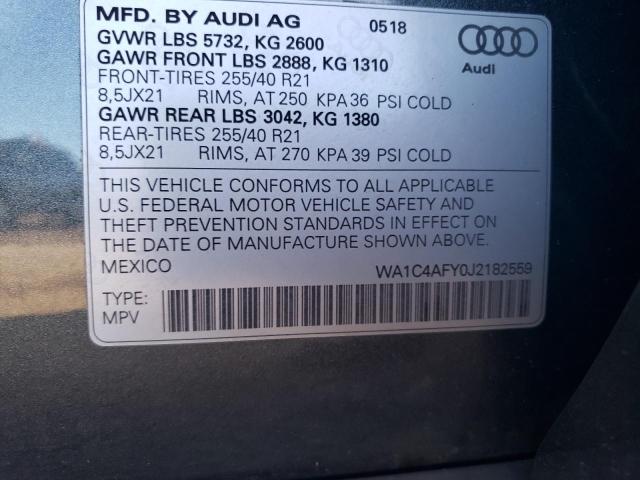 MFD. BY AUDI AG 0518
GVWR LBS 5732, KG 2600
GAWR FRONT LBS 2888, KG 1310
FRONT-TIRES 255/40 R21
8,5JX21 RIMS, AT 250 KPA 36 PSI COLD
GAWR REAR LBS 3042, KG 1380
REAR-TIRES 255/40 R21
8,5JX21 RIMS, AT 270 KPA 39 PSI COLD
Audi
THIS VEHICLE CONFORMS TO ALL APPLICABLE
U.S. FEDERAL MOTOR VEHICLE SAFETY AND
THEFT PREVENTION STANDARDS IN EFFECT ON
THE DATE OF MANUFACTURE SHOWN ABOVE.
MEXICO WA1C4AFY0J2182559
TYPE:
MPV